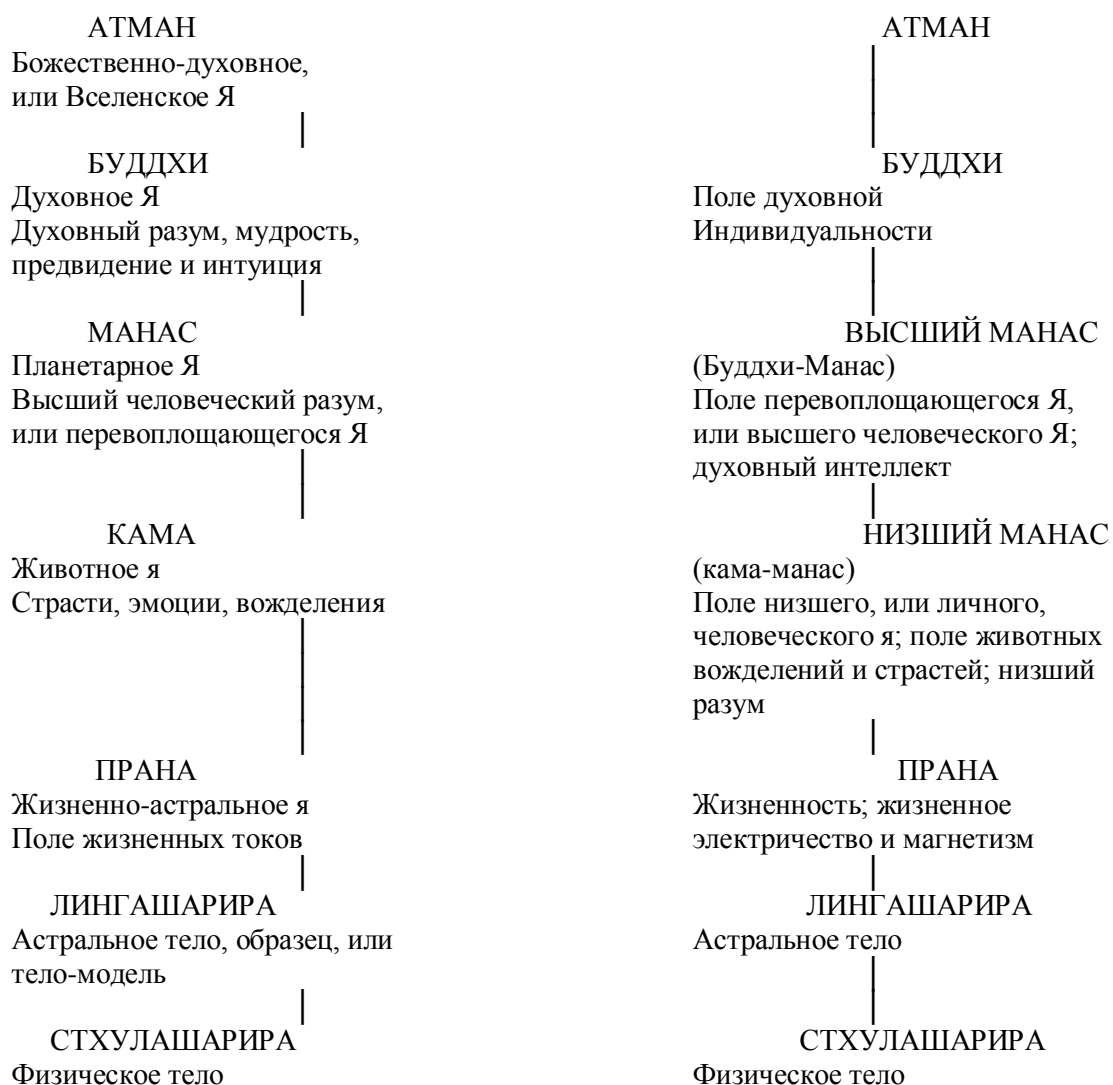 АТМАН
Божественно-духовное,
или Вселенское Я
БУДДХИ
Духовное Я
Духовный разум, мудрость,
предвидение и интуиция
МАНАС
Планетарное Я
Высший человеческий разум,
или перевоплощающегося Я
КАМА
Животное я
Страсти, эмоции, вожделения
ПРАНА
Жизненно-астральное я
Поле жизненных токов
ЛИНГАШАРИРА
Астральное тело, образец, или
тело-модель
СТХУЛАШАРИРА
Физическое тело
АТМАН
БУДДХИ
Поле духовной
Индивидуальности
ВЫСШИЙ МАНАС
(Буддхи-Манас)
Поле перевоплощающегося Я,
или высшего человеческого Я;
духовный интеллект
НИЗШИЙ МАНАС
(кама-манас)
Поле низшего, или личного,
человеческого я; поле животных
вожделений и страстей; низший
разум
ПРАНА
Жизненность; жизненное
электричество и магнетизм
ЛИНГАШАРИРА
Астральное тело
СТХУЛАШАРИРА
Физическое тело